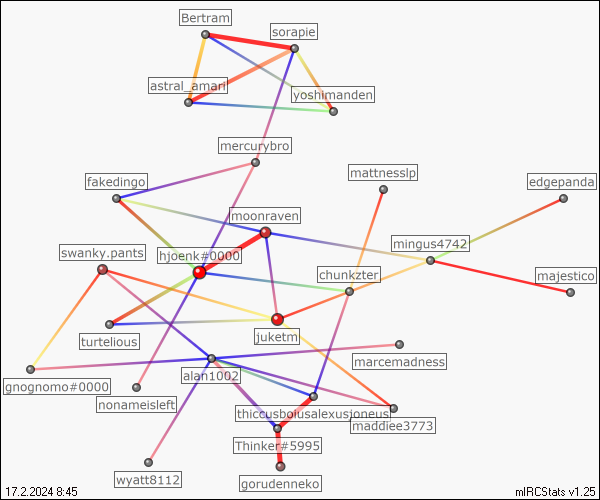 Bertram
sorapie
astral_amari
yoshimanden
mercurybro
fakedingo
mattnesslp
edgepanda
moonraven
swanky.pants
hjoenk#0000
mingus4742
chunkzter
majestico
turtelious
juketm
marcemadness
gnognomo#0000
alan1002
nonameisleft
thiccusbolusalexusjoneus
maddiee3773
Thinker#5995
wyatt8112
gorudenneko
17.2.2024 8:45
mIRCStats v1.25